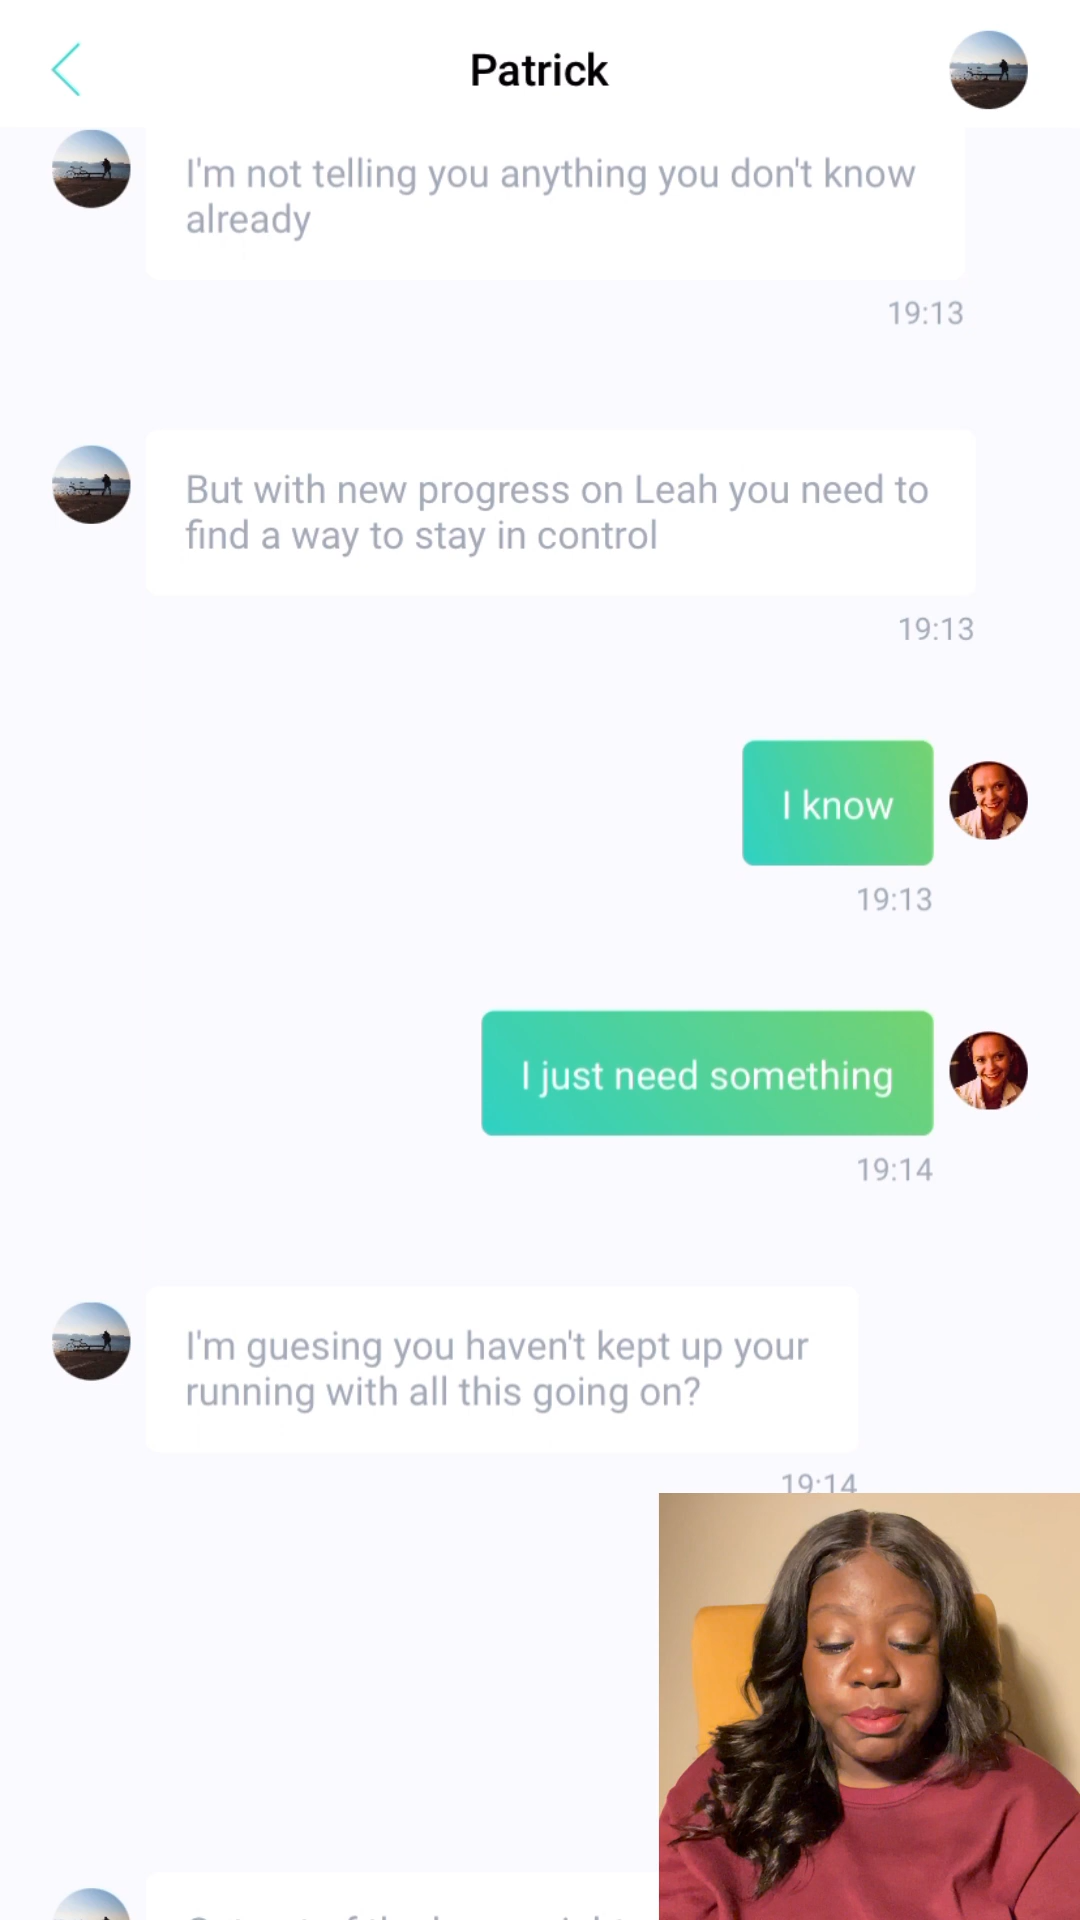 Patrick
I'm not telling you anything you don't know
already
19:13
But with new progress on Leah you need to
find a way to stay in control
19:13
I know
19:13
I just need something
19:14
I'm guesing you haven't kept up your
running with all this going on?
19:14